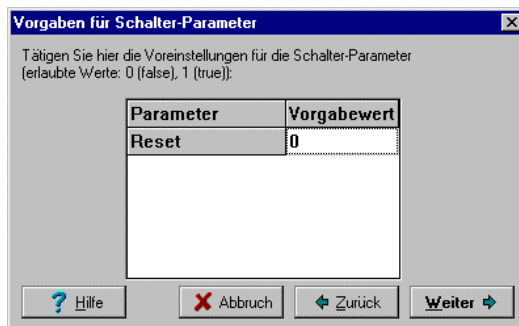 Vorgaben für Schalter-Parameter
Tätigen Sie hier die Voreinstellungen für die Schalter-Parameter
(erlaubte Werte: 0 (false), 1 (true)):
Parameter Vorgabewert
Reset 0
? Hilfe Abbruch Zurück Weiter